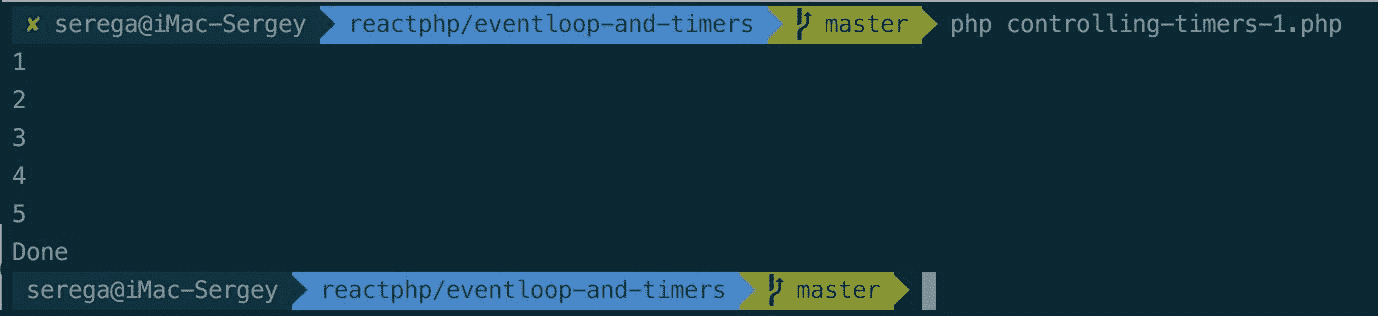 ✘ serega@iMac-Sergey reactphp/eventloop-and-timers master php controlling-timers-1.php
1
2
3
4
5
Done
serega@iMac-Sergey reactphp/eventloop-and-timers master